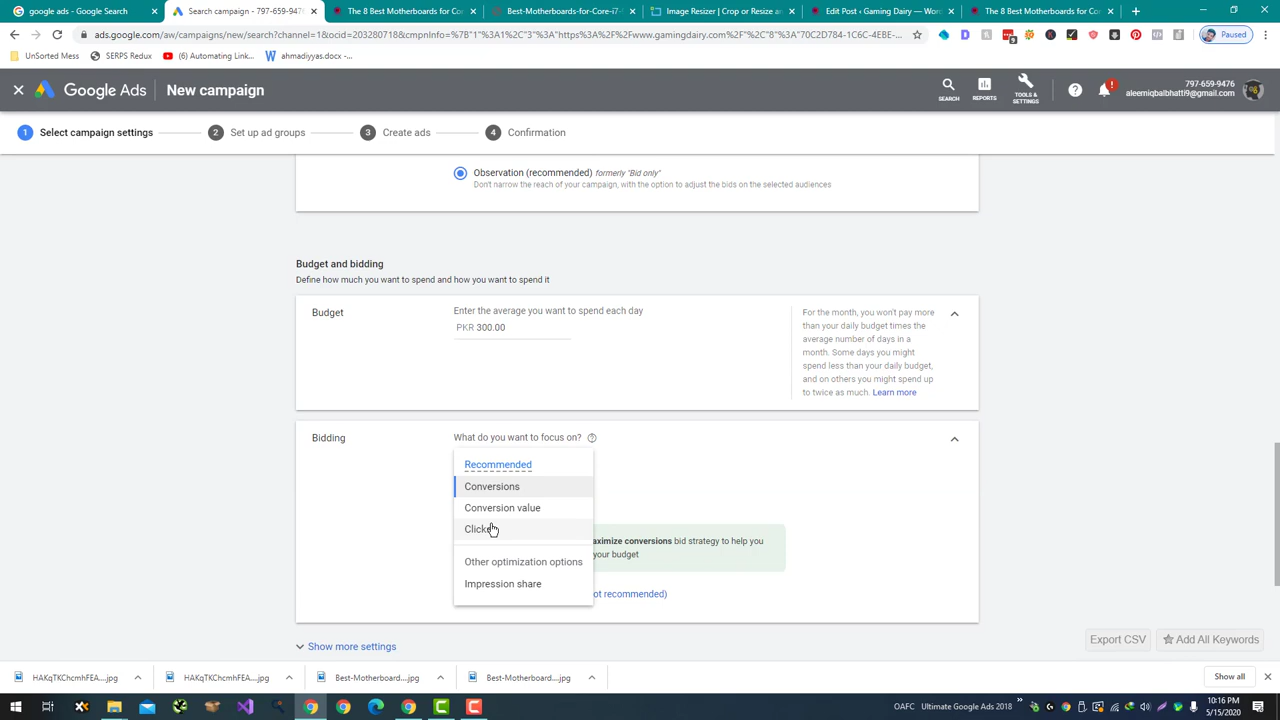 google ads - Google Search
Search campaign - 797-659-9476
The 8 Best Motherboards for Co
Best-Motherboards-for-Core-i7-
Image Resizer | Crop or Resize an
Edit Post ‹ Gaming Dairy — Wor
The 8 Best Motherboards for Co
ads.google.com/aw/campaigns/new/search?channel=1&ocid=203280718&cmpnInfo=%7B"1"%3A1%2C"3"%3A"https%3A%2F%2Fwww.gamingdairy.com%2F"%2C"8"%3A"70C2D784-1C6C-4EBE-...
Paused
UnSorted Mess
SERPS Redux
(6) Automating Link...
ahmadiyyas.docx -...
Google Ads
New campaign
SEARCH
REPORTS
TOOLS &
SETTINGS
797-659-9476
aleemiqbalbhatti9@gmail.com
1 Select campaign settings
2 Set up ad groups
3 Create ads
4 Confirmation
Observation (recommended) formerly "Bid only"
Don't narrow the reach of your campaign, with the option to adjust the bids on the selected audiences
Budget and bidding
Define how much you want to spend and how you want to spend it
Budget
Enter the average you want to spend each day
PKR 300.00
For the month, you won't pay more
than your daily budget times the
average number of days in a
month. Some days you might
spend less than your daily budget,
and on others you might spend up
to twice as much. Learn more
Bidding
What do you want to focus on?
Recommended
Conversions
Conversion value
Clicks
Other optimization options
Impression share
aximize conversions bid strategy to help you
your budget
ot recommended)
Show more settings
Export CSV
Add All Keywords
HAKqTKChcmhFEA....jpg
HAKqTKChcmhFEA....jpg
Best-Motherboard....jpg
Best-Motherboard....jpg
Show all
OAFC
Ultimate Google Ads 2018
10:16 PM
5/15/2020